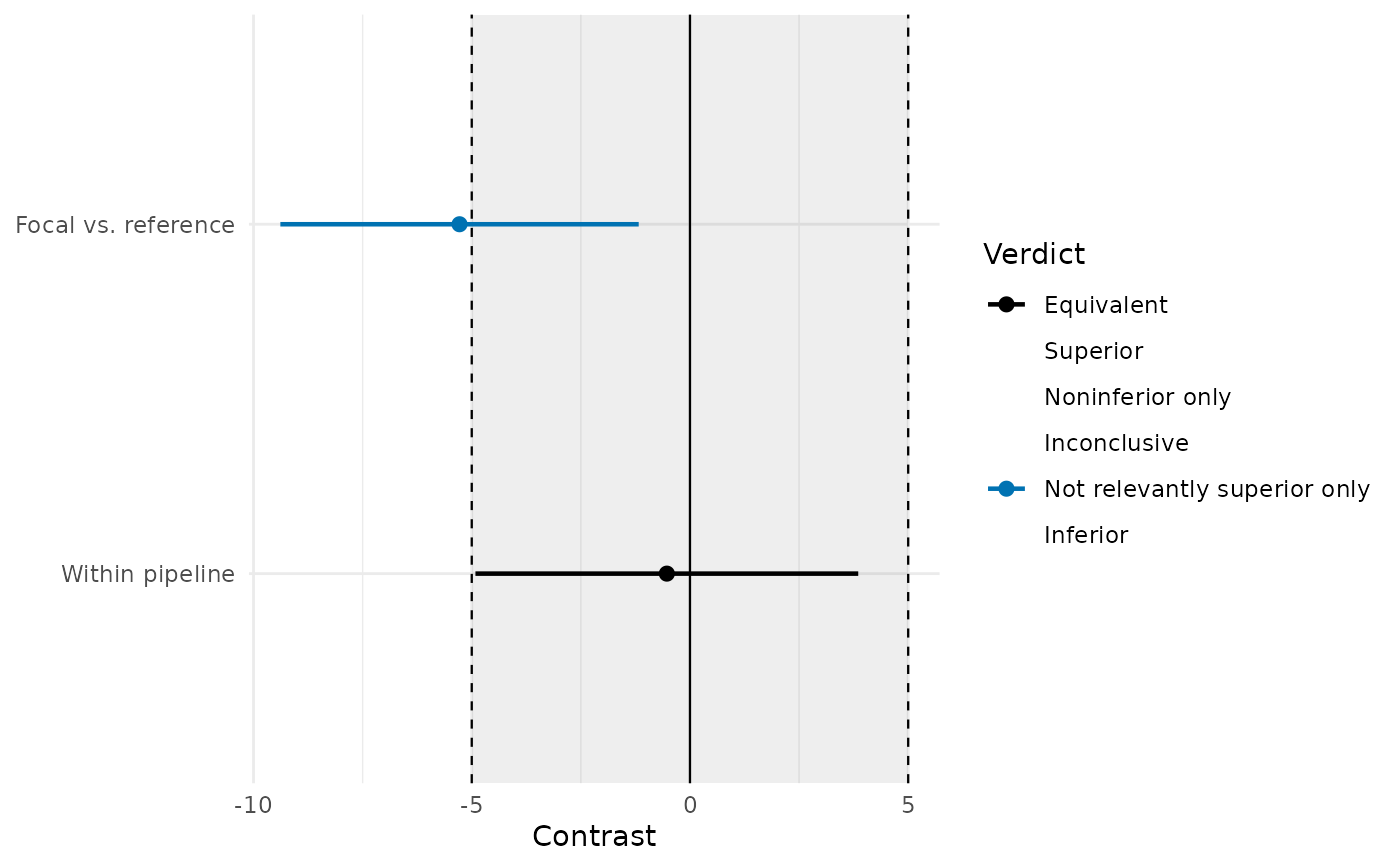 Focal vs. reference
Within pipeline
-10
-5
0
5
Contrast
Verdict
Equivalent
Superior
Noninferior only
Inconclusive
Not relevantly superior only
Inferior